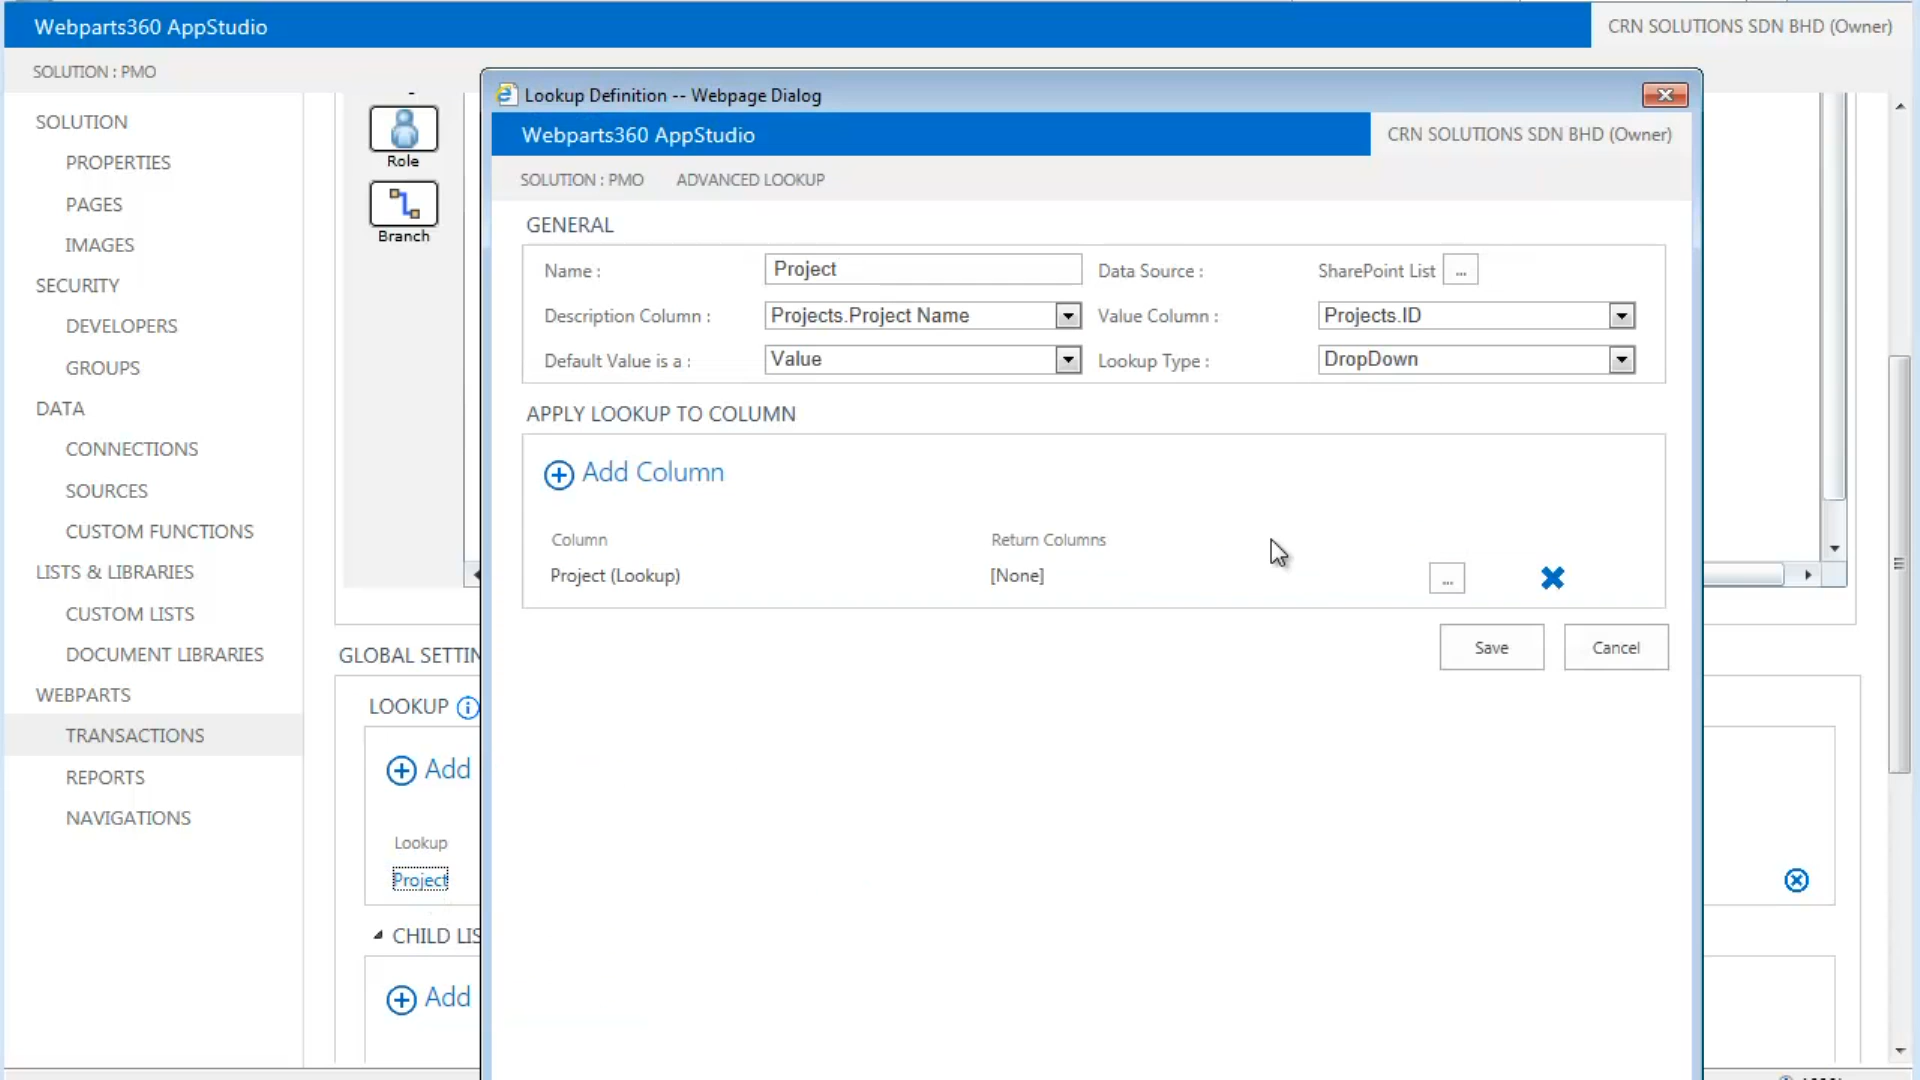 Webparts360 AppStudio
CRN SOLUTIONS SDN BHD (Owner)
SOLUTION : PMO
SOLUTION
PROPERTIES
PAGES
IMAGES
SECURITY
DEVELOPERS
GROUPS
DATA
CONNECTIONS
SOURCES
CUSTOM FUNCTIONS
LISTS & LIBRARIES
CUSTOM LISTS
DOCUMENT LIBRARIES
WEBPARTS
TRANSACTIONS
REPORTS
NAVIGATIONS
Role
Branch
GLOBAL SETTIN
LOOKUP
Add
Lookup
Project
CHILD LIS
Add
Lookup Definition -- Webpage Dialog
Webparts360 AppStudio
CRN SOLUTIONS SDN BHD (Owner)
SOLUTION : PMO ADVANCED LOOKUP
GENERAL
Name : Project Data Source : SharePoint List ...
Description Column : Projects.Project Name Value Column : Projects.ID
Default Value is a : Value Lookup Type : DropDown
APPLY LOOKUP TO COLUMN
Add Column
Column Return Columns
Project (Lookup) [None] ...
Save Cancel